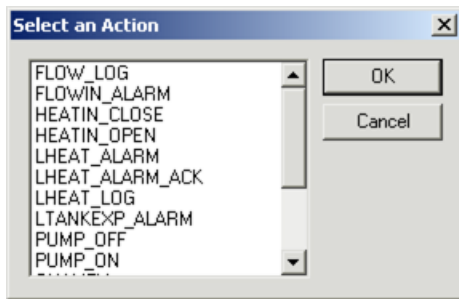 Select an Action
FLOW_LOG
FLOWIN_ALARM
HEATIN_CLOSE
HEATIN_OPEN
LHEAT_ALARM
LHEAT_ALARM_ACK
LHEAT_LOG
LTANKEXP_ALARM
PUMP_OFF
PUMP_ON
OK
Cancel